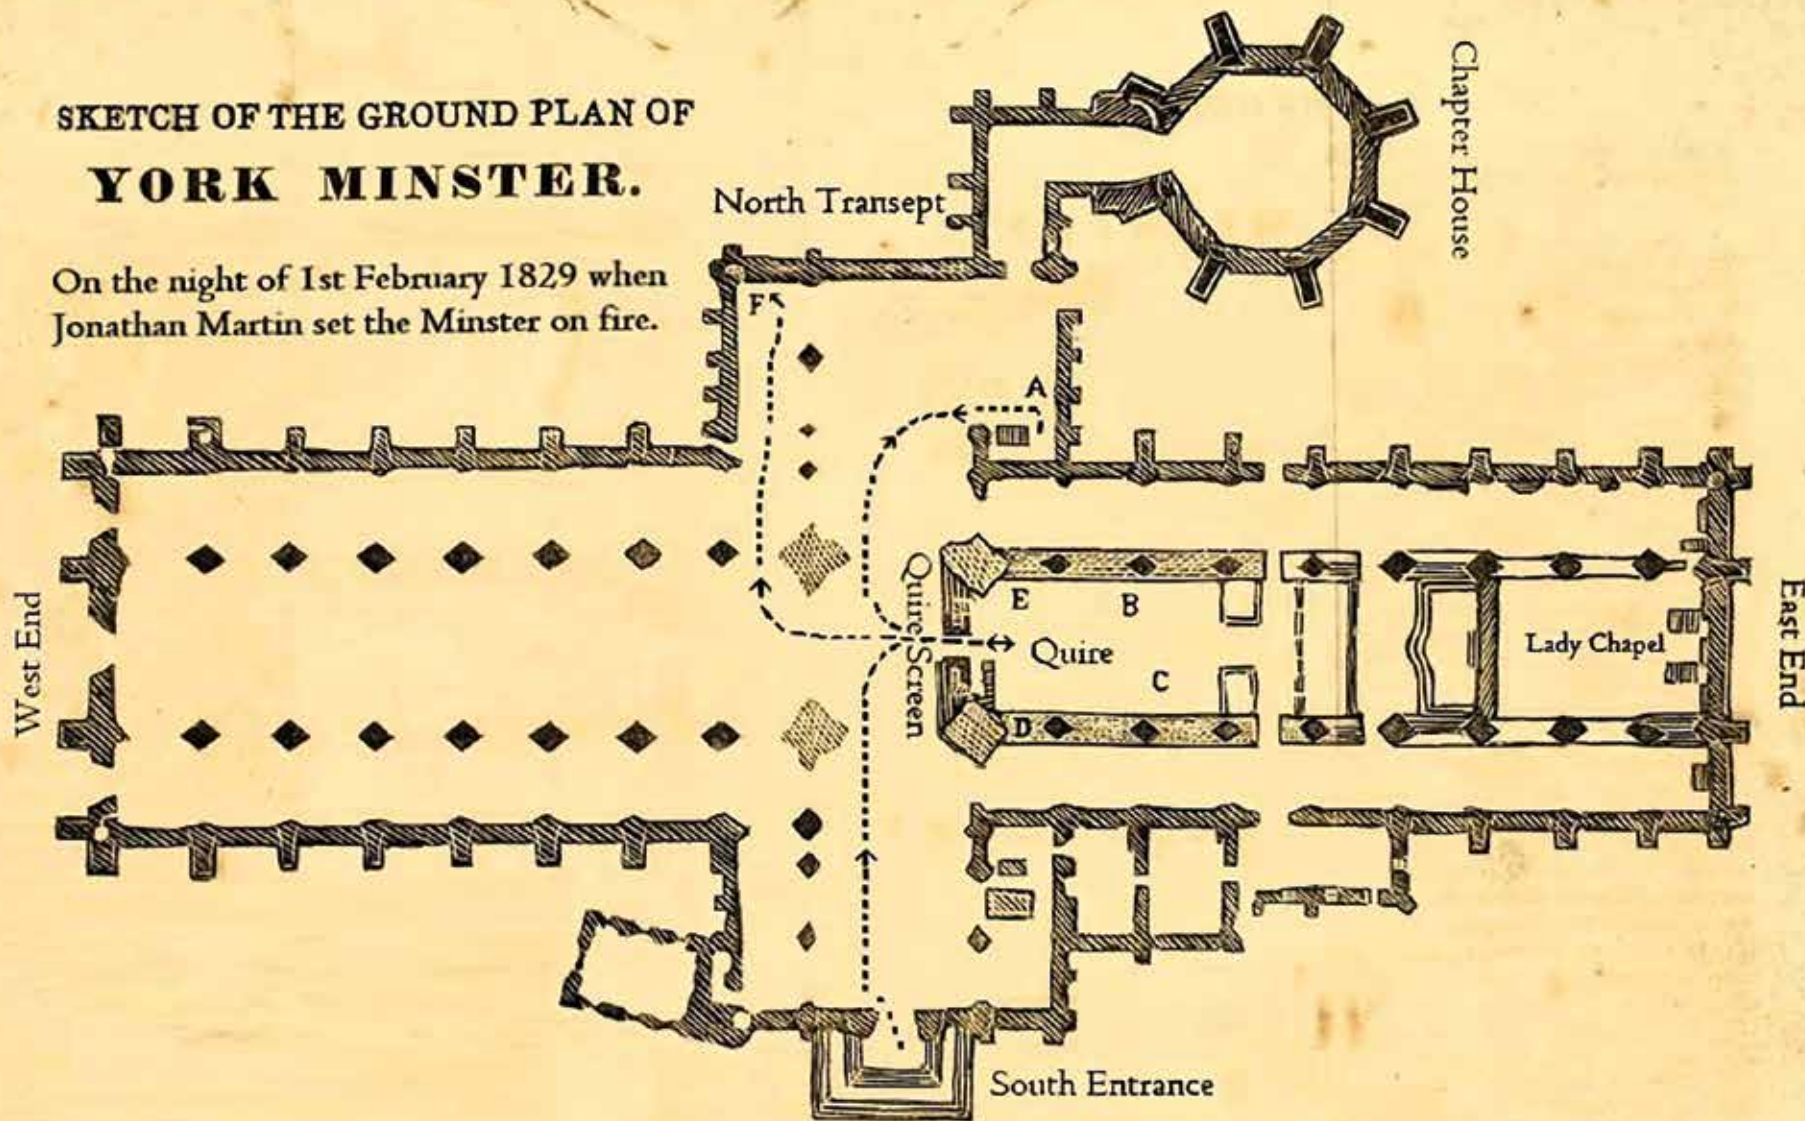 SKETCH OF THE GROUND PLAN OF
YORK MINSTER.
On the night of 1st February 1829 when
Jonathan Martin set the Minster on fire.
North Transept
Chapter House
F
A
West End
Quire Screen
E
B
Quire
C
D
Lady Chapel
East End
South Entrance